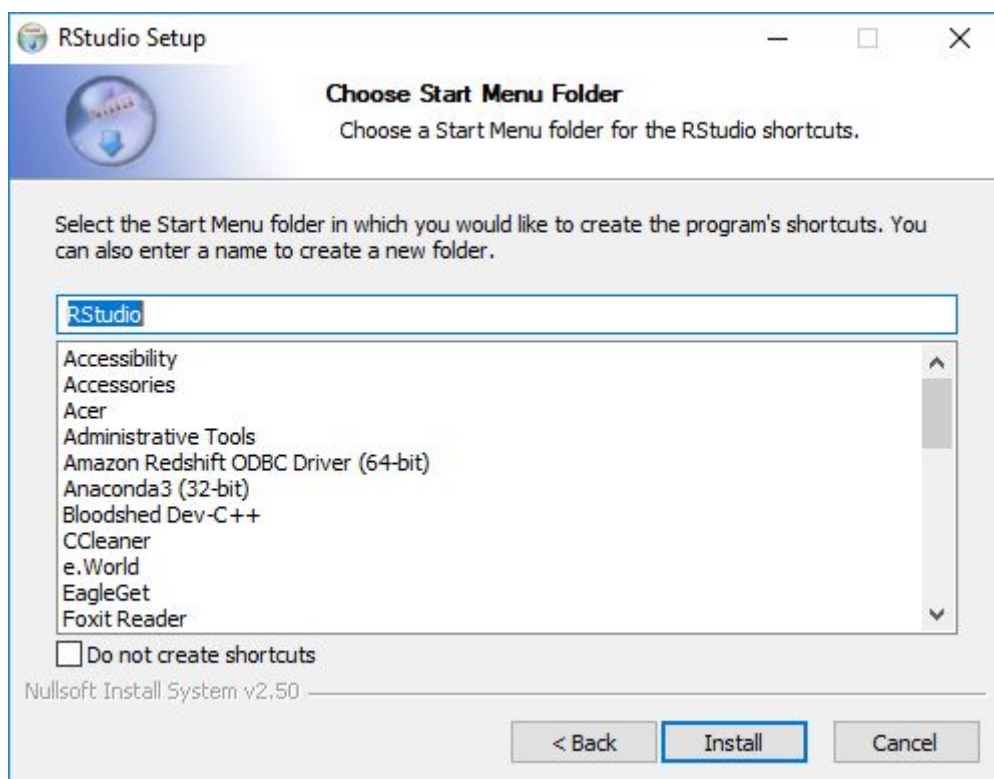 RStudio Setup
Choose Start Menu Folder
Choose a Start Menu folder for the RStudio shortcuts.
Select the Start Menu folder in which you would like to create the program's shortcuts. You
can also enter a name to create a new folder.
RStudio
Accessibility
Accessories
Acer
Administrative Tools
Amazon Redshift ODBC Driver (64-bit)
Anaconda3 (32-bit)
Bloodshed Dev-C++
CCleaner
e.World
EagleGet
Foxit Reader
Do not create shortcuts
Nullsoft Install System v2.50
< Back
Install
Cancel